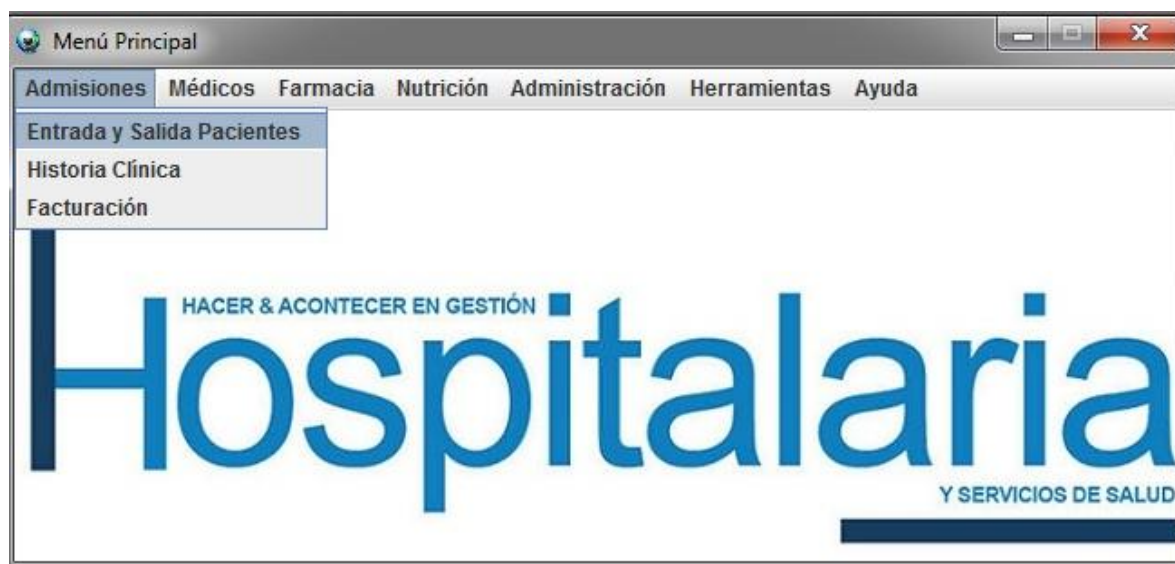 Menú Principal
Admisiones Médicos Farmacia Nutrición Administración Herramientas Ayuda
Entrada y Salida Pacientes
Historia Clínica
Facturación
HACER & ACONTECER EN GESTIÓN
Hospitalaria
Y SERVICIOS DE SALUD